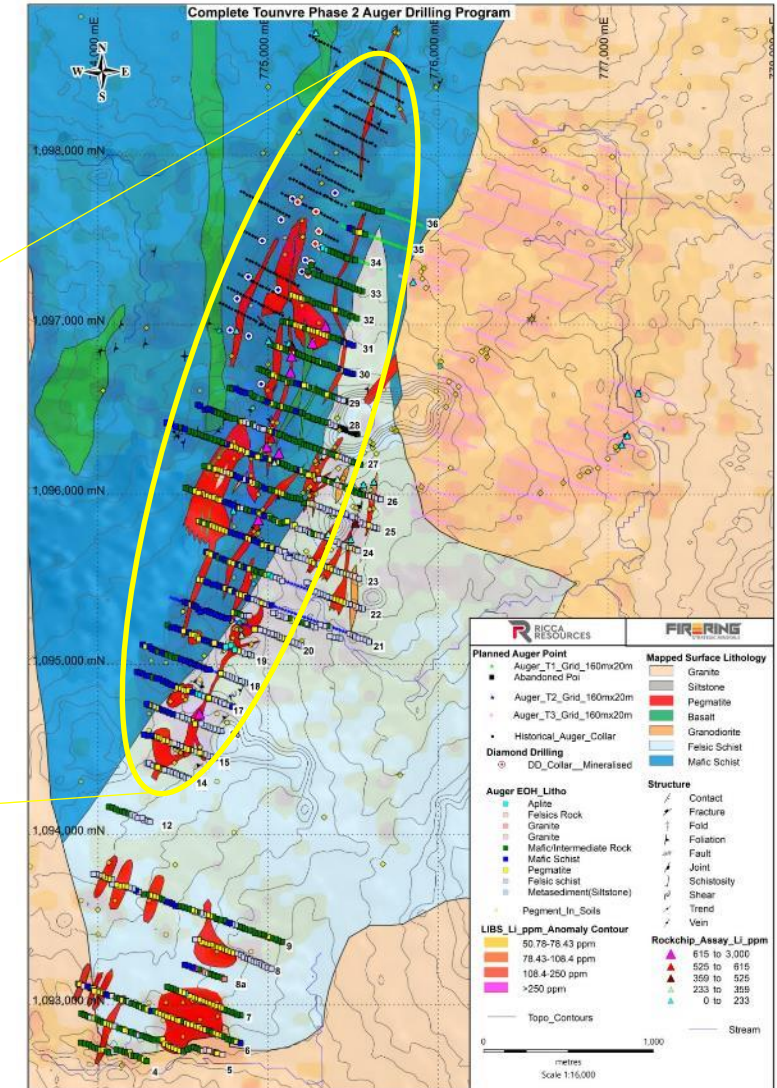 Complete Tounvre Phase 2 Auger Drilling Program
775,000 mE
776,000 mE
777,000 mE
N
W E
S
1,098,000 mN
36
35
34
33
1,097,000 mN
32
31
30
29
28
27
1,096,000 mN
26
25
24
23
22
21
20
1,095,000 mN
19
18
17
15
14
1,094,000 mN
12
9
8
8a
1,093,000 mN
7
6
5
4
RICCA
RESOURCES
FIRERING
Planned Auger Point
Auger_T1_Grid_160mx20m
Abandoned Poi
Auger_T2_Grid_160mx20m
Auger_T3_Grid_160mx20m
Historical_Auger_Collar
Diamond Drilling
DD_Collar__Mineralised
Auger EOH_Litho
Aplite
Felsics Rock
Granite
Granite
Mafic/Intermediate Rock
Mafic Schist
Pegmatite
Felsic schist
Metasediment(Siltstone)
Pegment_In_Soils
LIBS_Li_ppm_Anomaly Contour
50.78-78.43 ppm
78.43-108.4 ppm
108.4-250 ppm
>250 ppm
Topo_Contours
Mapped Surface Lithology
Granite
Siltstone
Pegmatite
Basalt
Granodiorite
Felsic Schist
Mafic Schist
Structure
Contact
Fracture
Fold
Foliation
Fault
Joint
Schistosity
Shear
Trend
Vein
Rockchip_Assay_Li_ppm
615 to 3,000
525 to 615
359 to 525
233 to 359
0 to 233
Stream
0 1,000
metres
Scale 1:16,000